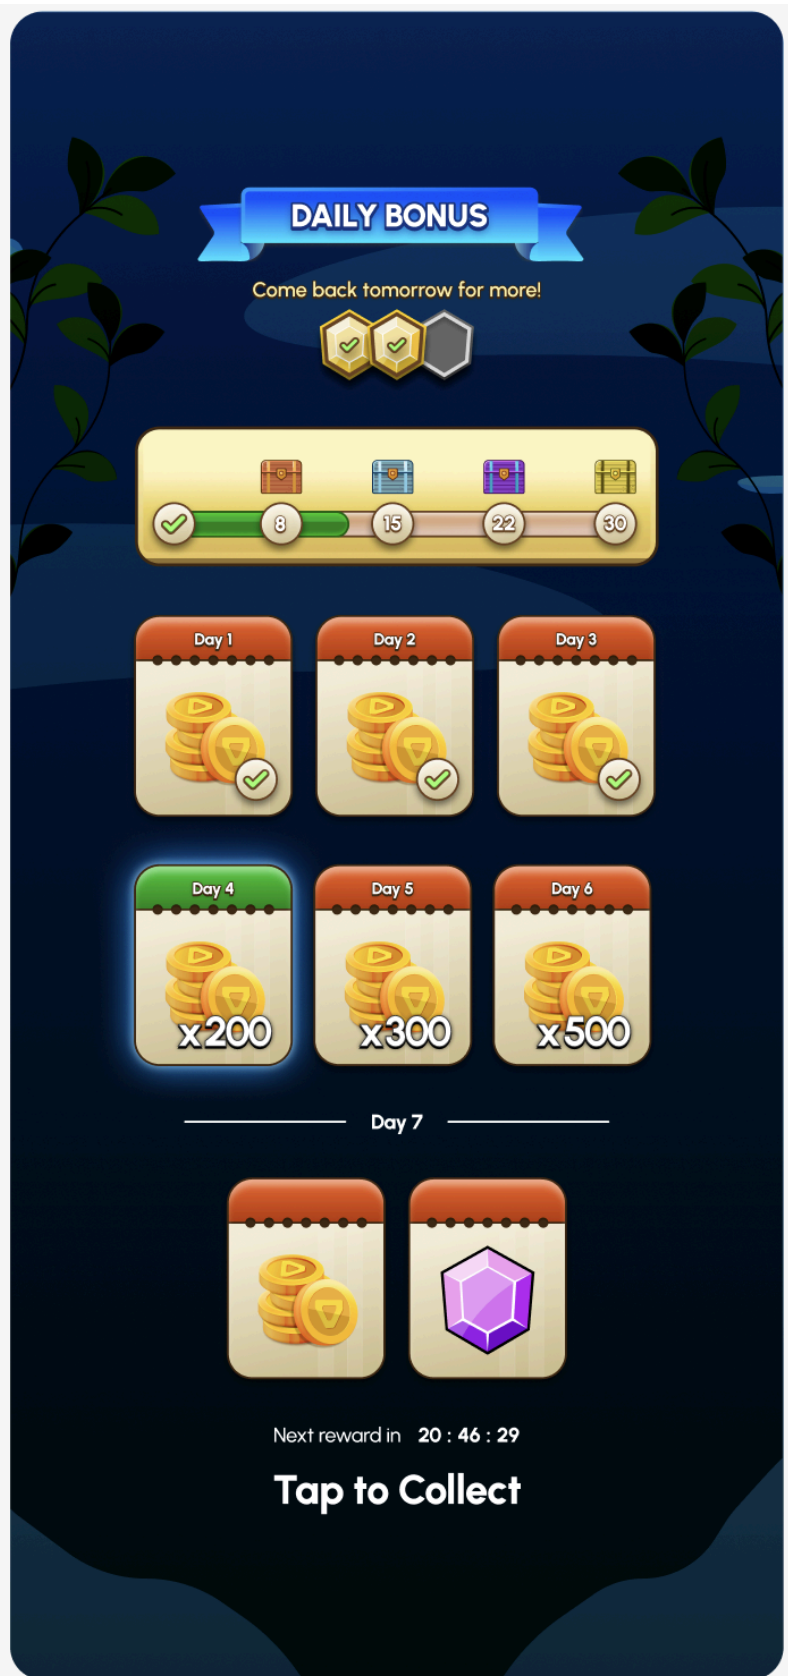 DAILY BONUS
Come back tomorrow for more!
8 15 22 30
Day 1 Day 2 Day 3
Day 4 Day 5 Day 6
x200 x300 x500
Day 7
Next reward in 20 : 46 : 29
Tap to Collect